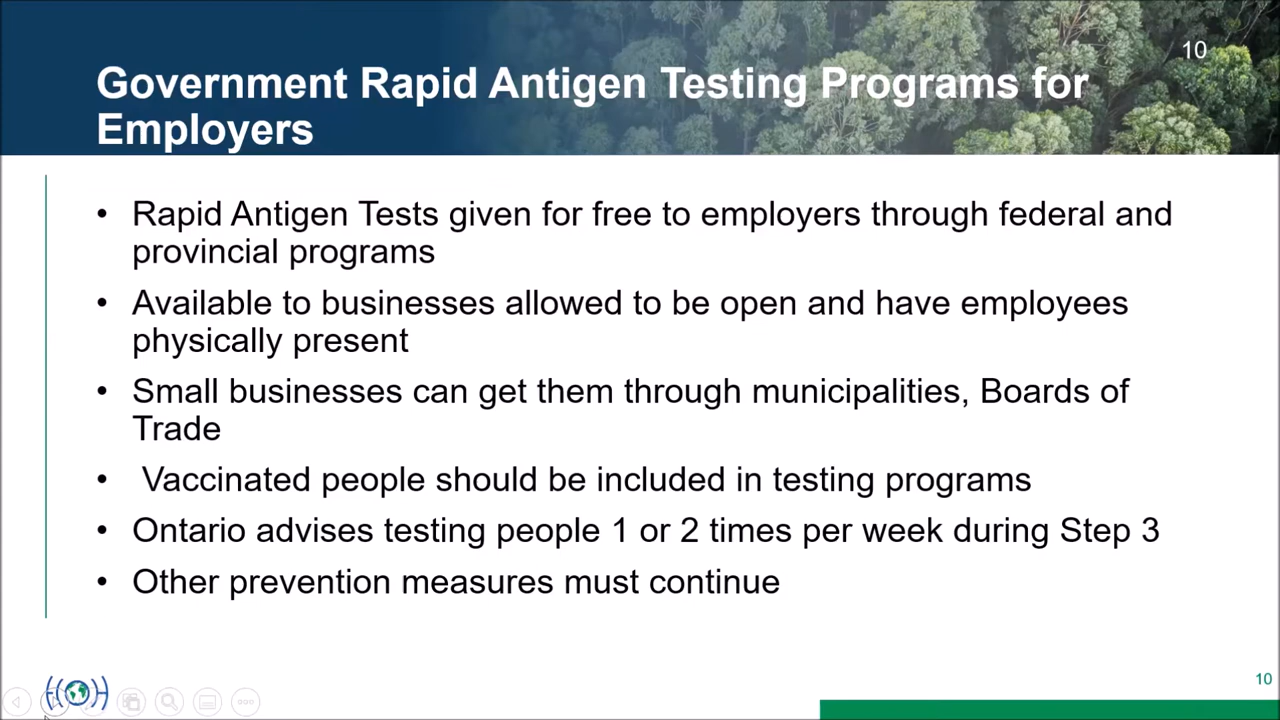 10
Government Rapid Antigen Testing Programs for
Employers
• Rapid Antigen Tests given for free to employers through federal and
provincial programs
• Available to businesses allowed to be open and have employees
physically present
• Small businesses can get them through municipalities, Boards of
Trade
• Vaccinated people should be included in testing programs
• Ontario advises testing people 1 or 2 times per week during Step 3
• Other prevention measures must continue
10